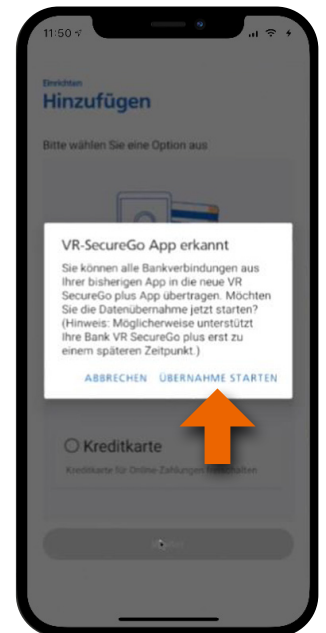 11:50
Einrichten
Hinzufügen
Bitte wählen Sie eine Option aus
VR-SecureGo App erkannt
Sie können alle Bankverbindungen aus
Ihrer bisherigen App in die neue VR
SecureGo plus App übertragen. Möchten
Sie die Datenübernahme jetzt starten?
(Hinweis: Möglicherweise unterstützt
Ihre Bank VR SecureGo plus erst zu
einem späteren Zeitpunkt.)
ABBRECHEN ÜBERNAHME STARTEN
Kreditkarte
Kreditkarte für Online-Zahlungen